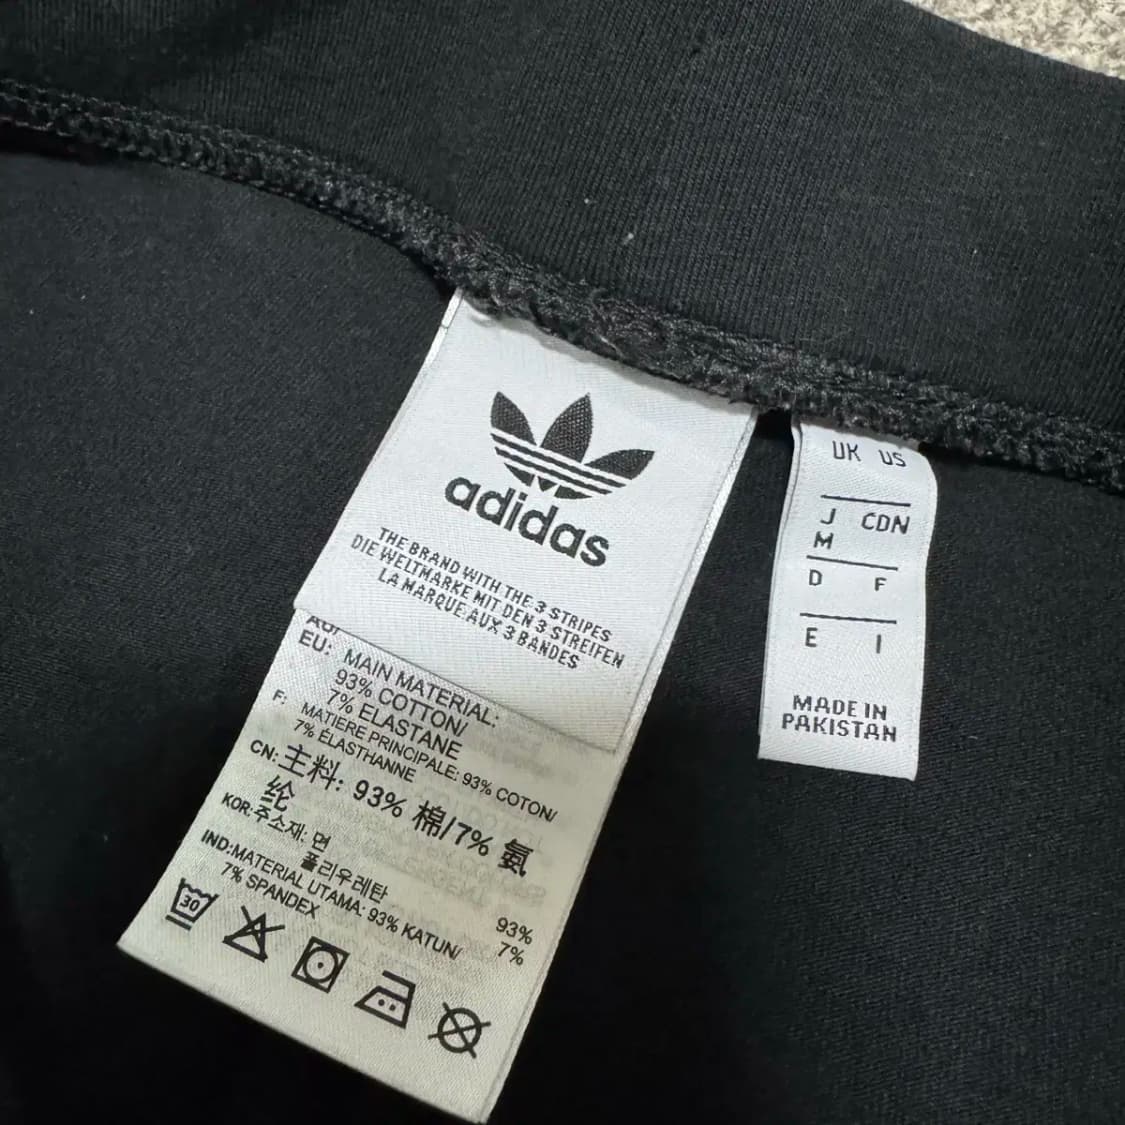 adidas
THE BRAND WITH THE 3 STRIPES
DIE WELTMARKE MIT DEN 3 STREIFEN
LA MARQUE AUX 3 BANDES
EU: MAIN MATERIAL:
93% COTTON/
7% ELASTANE
F: MATIERE PRINCIPALE: 93% COTON/
7% ÉLASTHANNE
CN: 主料: 93% 棉/7% 氨
纶
KOR: 주소재: 면 93%
폴리우레탄 7%
IND:MATERIAL UTAMA: 93% KATUN/
7% SPANDEX
30
UK US
J CDN
M
D F
E I
MADE IN
PAKISTAN